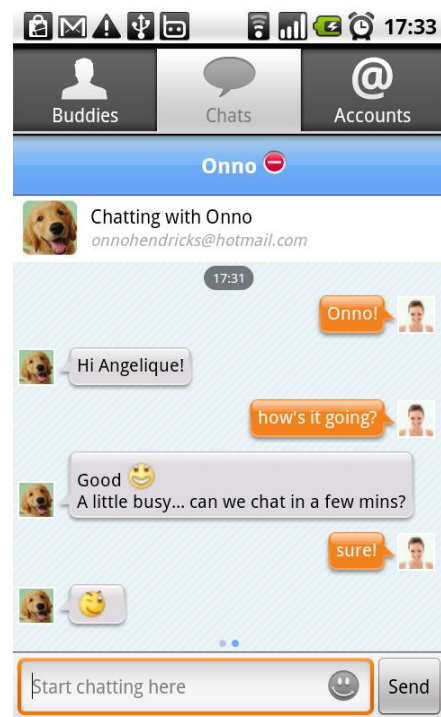 17:33
Buddies
Chats
@
Accounts
Onno
Chatting with Onno
onnohendricks@hotmail.com
17:31
Onno!
Hi Angelique!
how's it going?
Good
A little busy... can we chat in a few mins?
sure!
Start chatting here
Send